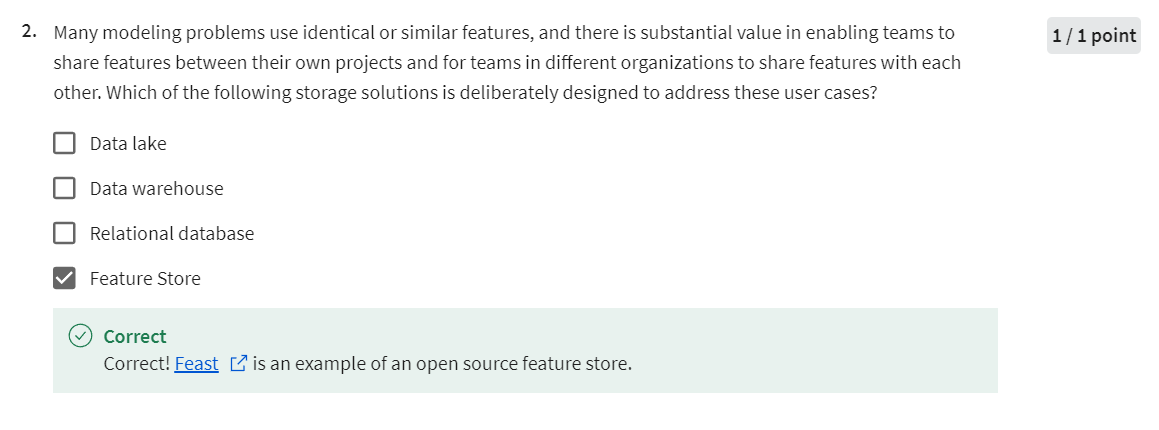 2. Many modeling problems use identical or similar features, and there is substantial value in enabling teams to
1 / 1 point
share features between their own projects and for teams in different organizations to share features with each
other. Which of the following storage solutions is deliberately designed to address these user cases?
Data lake
Data warehouse
Relational database
Feature Store
Correct
Correct! Feast is an example of an open source feature store.